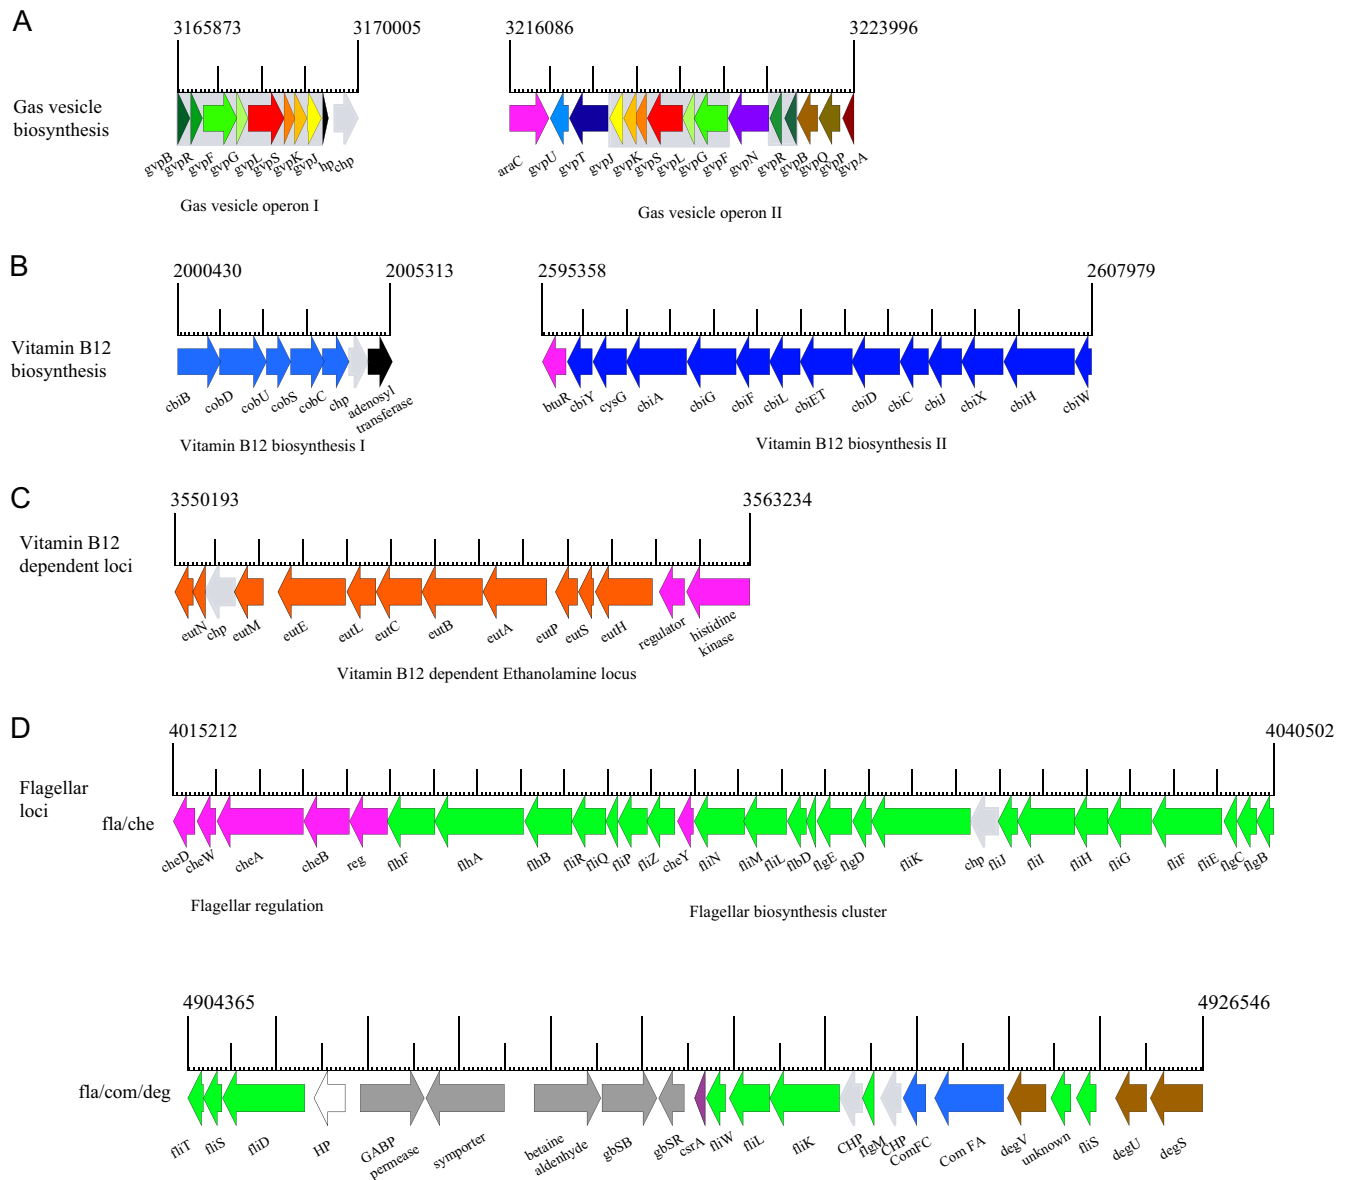 A
3165873
3170005
3216086
3223996
Gas vesicle
biosynthesis
gvpB
gvpR
gvpF
gvpG
gvpL
gvpS
gvpK
gvpJ
hp
chp
araC
gvpU
gvpT
gvpJ
gvpK
gvpS
gvpL
gvpG
gvpF
gvpN
gvpR
gvpB
gvpQ
gvpP
gvpA
Gas vesicle operon I
Gas vesicle operon II
B
2000430
2005313
2595358
2607979
Vitamin B12
biosynthesis
cbiB
cobD
cobU
cobS
cobC
chp
adenosyl
transferase
btuR
cbiY
cysG
cbiA
cbiG
cbiF
cbiL
cbiET
cbiD
cbiC
cbiJ
cbiX
cbiH
cbiW
Vitamin B12 biosynthesis I
Vitamin B12 biosynthesis II
C
3550193
3563234
Vitamin B12
dependent loci
eutN
chp
eutM
eutE
eutL
eutC
eutB
eutA
eutP
eutS
eutH
regulator
histidine
kinase
Vitamin B12 dependent Ethanolamine locus
D
4015212
4040502
Flagellar
loci
fla/che
cheD
cheW
cheA
cheB
reg
flhF
flhA
flhB
fliR
fliQ
fliP
fliZ
cheY
fliN
fliM
fliL
flbD
flgE
flgD
fliK
chp
fliJ
fliI
fliH
fliG
fliF
fliE
flgC
flgB
Flagellar regulation
Flagellar biosynthesis cluster
4904365
4926546
fla/com/deg
fliT
fliS
fliD
HP
GABP
permease
symporter
betaine
aldenhyde
gbSB
gbSR
csrA
fliW
fliL
fliK
CHP
flgM
CHP
ComFC
Com FA
degV
unknown
fliS
degU
degS